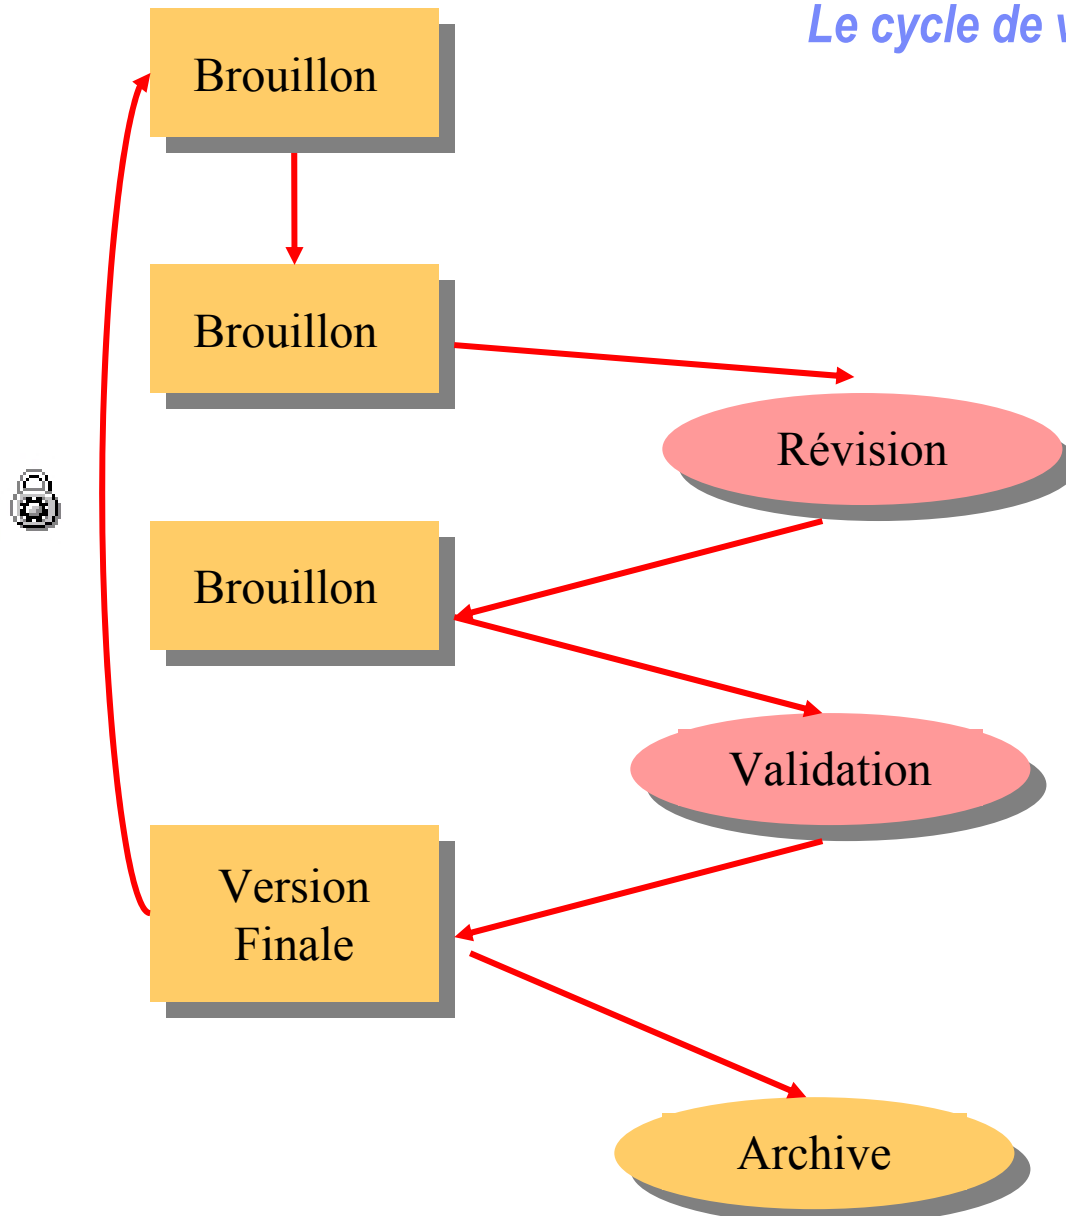 Le cycle de v
Brouillon
Brouillon
Révision
Brouillon
Validation
Version
Finale
Archive